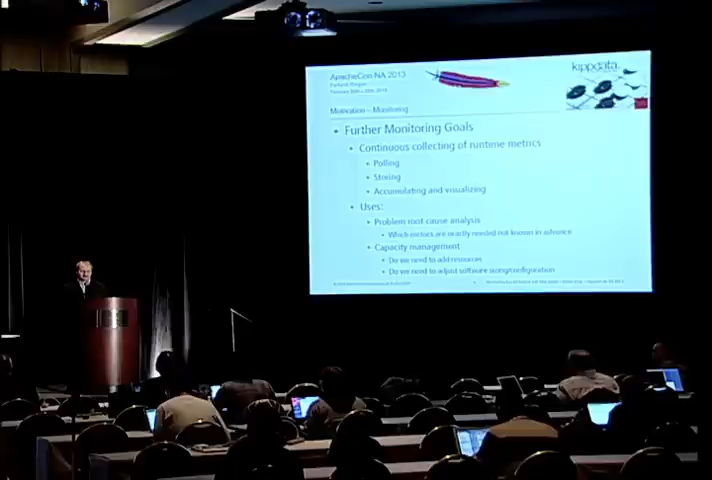 ApacheCon NA 2013
Portland, Oregon
kippdata
Motivation – Monitoring
• Further Monitoring Goals
• Continuous collecting of runtime metrics
• Polling
• Storing
• Accumulating and visualizing
• Uses:
• Problem root cause analysis
• Which metrics are exactly needed not known in advance
• Capacity management
• Do we need to add resources
• Do we need to adjust software sizing/configuration